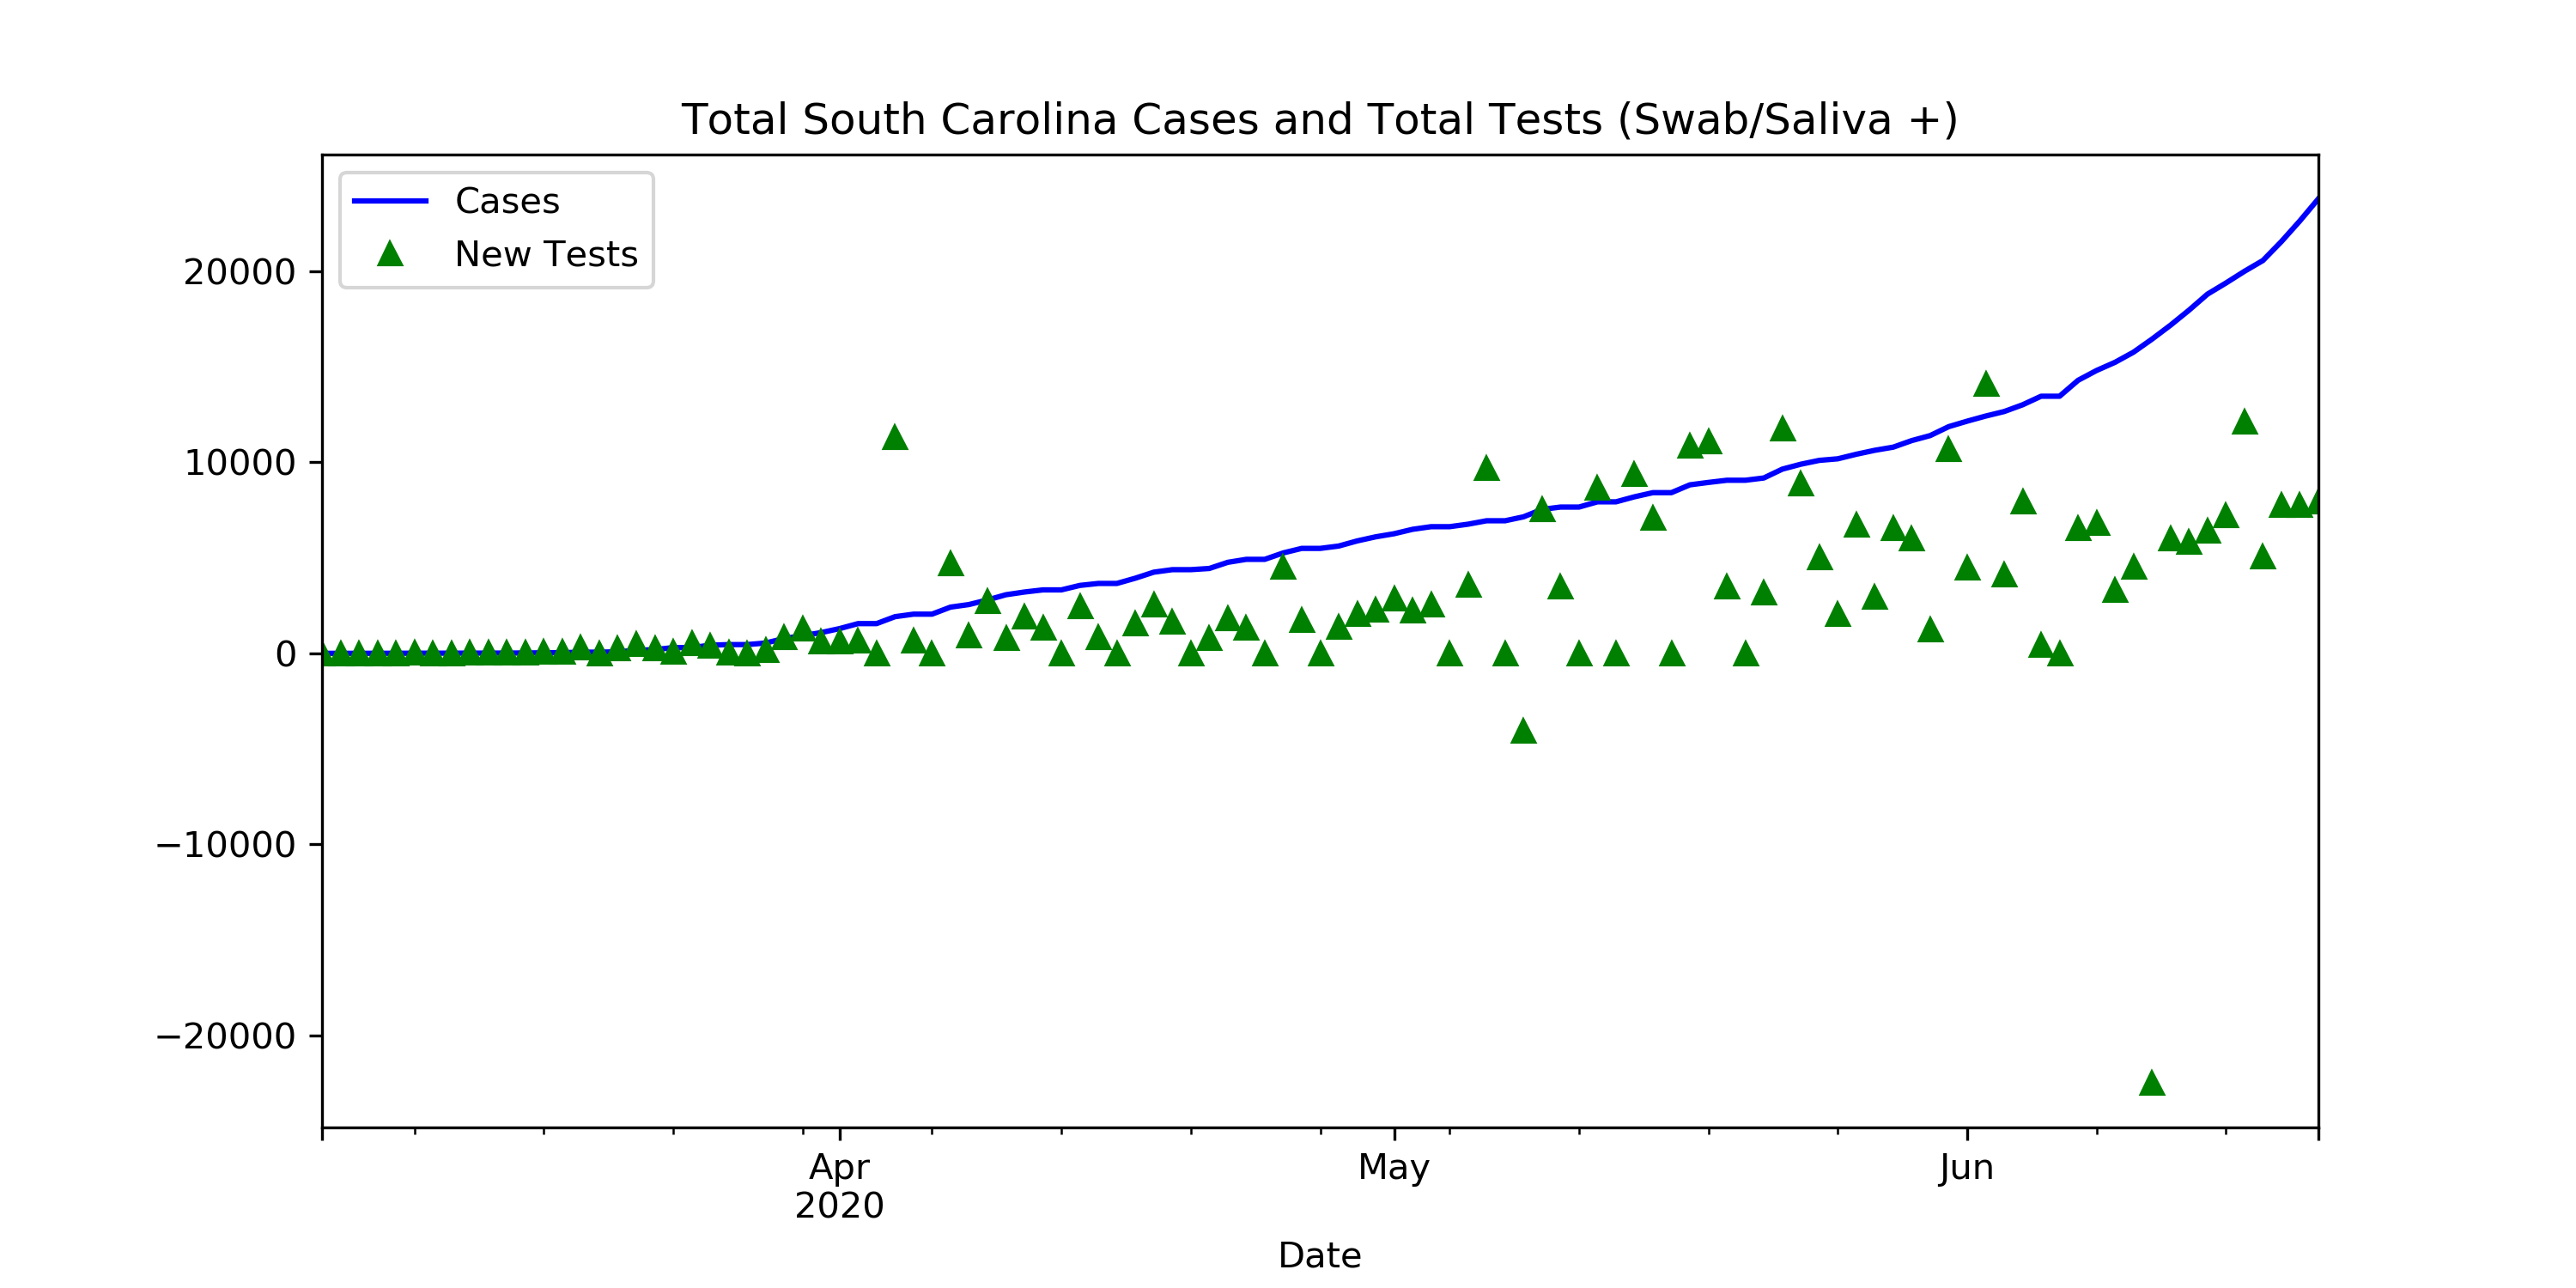 Total South Carolina Cases and Total Tests (Swab/Saliva +)
Cases
New Tests
20000
10000
0
−10000
−20000
Apr
2020
May
Jun
Date